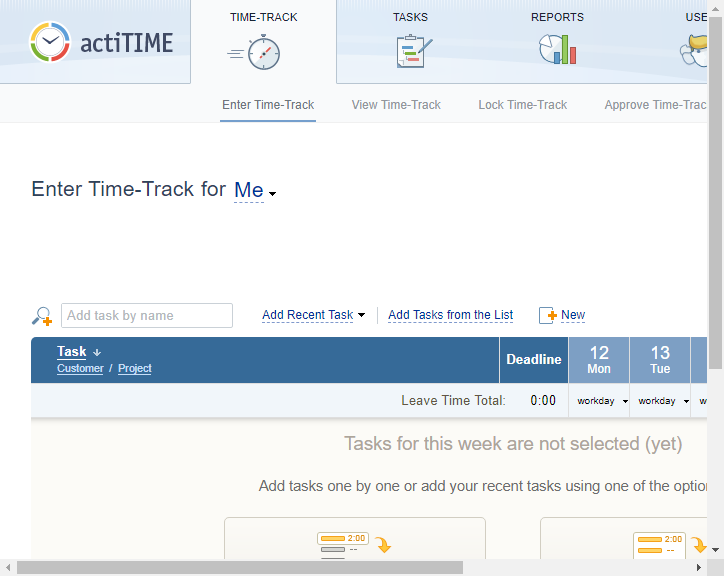 actiTIME
TIME-TRACK
TASKS
REPORTS
USE
Enter Time-Track
View Time-Track
Lock Time-Track
Approve Time-Trac
Enter Time-Track for Me
Add task by name
Add Recent Task
Add Tasks from the List
New
Task
Customer / Project
Deadline
12
Mon
13
Tue
Leave Time Total:
0:00
workday
workday
w
Tasks for this week are not selected (yet)
Add tasks one by one or add your recent tasks using one of the optio
2:00
--
2:00
--